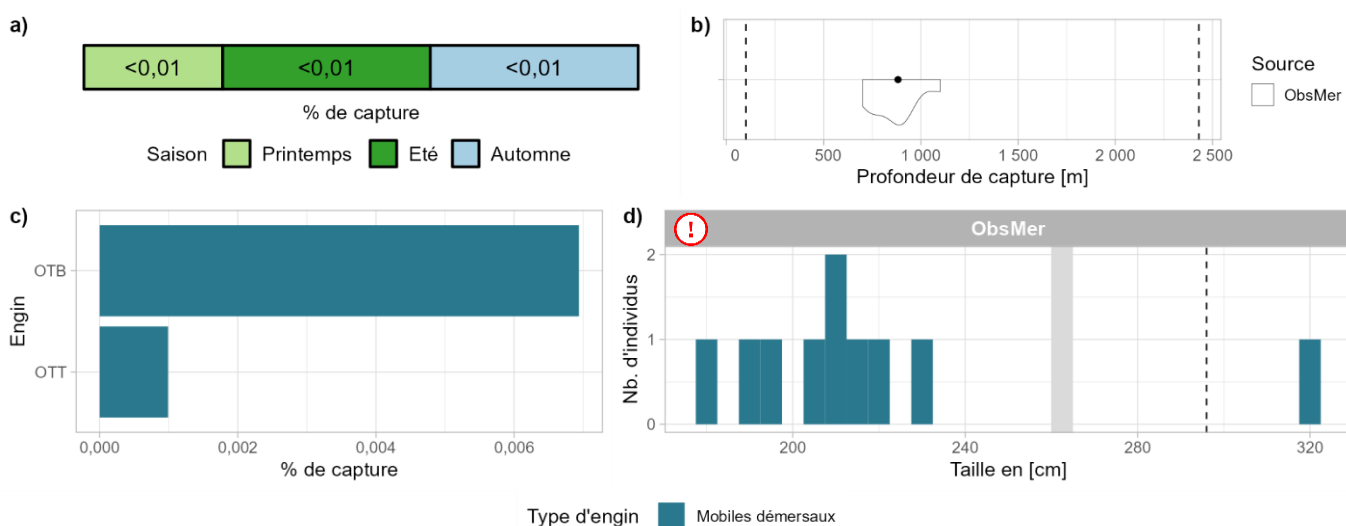 a)
<0,01 <0,01 <0,01
% de capture
Saison Printemps Eté Automne
b)
0 500 1 000 1 500 2 000 2 500
Profondeur de capture [m]
Source
ObsMer
c)
Engin
OTB
OTT
0,000 0,002 0,004 0,006
% de capture
d)
! ObsMer
Nb. d'individus
2
1
0
200 240 280 320
Taille en [cm]
Type d'engin Mobiles démersaux